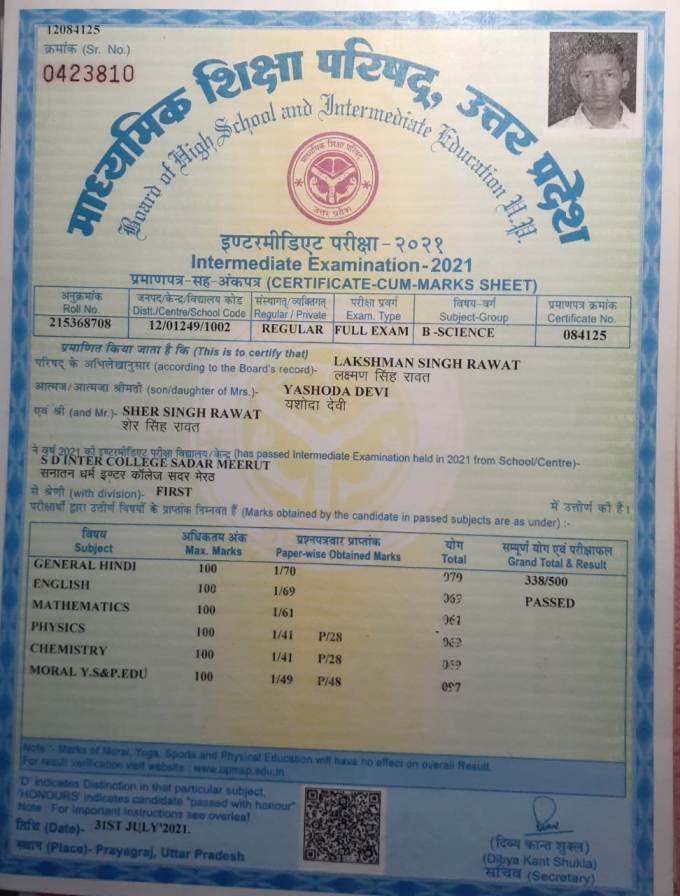 12084125
क्रमांक (Sr. No.)
0423810
माध्यमिक शिक्षा परिषद्, उत्तर प्रदेश
Board of High School and Intermediate Education U.P.
माध्यमिक शिक्षा परिषद्
उत्तर प्रदेश
इण्टरमीडिएट परीक्षा - २०२१
Intermediate Examination - 2021
प्रमाणपत्र-सह-अंकपत्र (CERTIFICATE-CUM-MARKS SHEET)
अनुक्रमांक जनपद/केन्द्र/विद्यालय कोड संस्थागत/व्यक्तिगत परीक्षा प्रवर्ग विषय-वर्ग प्रमाणपत्र क्रमांक
Roll No. Distt./Centre/School Code Regular / Private Exam. Type Subject-Group Certificate No.
215368708 12/01249/1002 REGULAR FULL EXAM B -SCIENCE 084125
प्रमाणित किया जाता है कि (This is to certify that)
परिषद के अभिलेखानुसार (according to the Board's record)- LAKSHMAN SINGH RAWAT
लक्ष्मण सिंह रावत
आत्मज/आत्मजा श्रीमती (son/daughter of Mrs.)- YASHODA DEVI
यशोदा देवी
एवं श्री (and Mr.)- SHER SINGH RAWAT
शेर सिंह रावत
ने वर्ष 2021 की इण्टरमीडिएट परीक्षा विद्यालय/केन्द्र (has passed Intermediate Examination held in 2021 from School/Centre)-
S D INTER COLLEGE SADAR MEERUT
सनातन धर्म इण्टर कॉलेज सदर मेरठ
से श्रेणी (with division)- FIRST में उत्तीर्ण की है।
परीक्षार्थी द्वारा उत्तीर्ण विषयों के प्राप्तांक निम्नवत हैं (Marks obtained by the candidate in passed subjects are as under) :-
विषय अधिकतम अंक प्रश्नपत्रवार प्राप्तांक योग सम्पूर्ण योग एवं परीक्षाफल
Subject Max. Marks Paper-wise Obtained Marks Total Grand Total & Result
GENERAL HINDI 100 1/70 070 338/500
ENGLISH 100 1/69 069 PASSED
MATHEMATICS 100 1/61 061
PHYSICS 100 1/41 P/28 069
CHEMISTRY 100 1/41 P/28 069
MORAL Y.S&P.EDU 100 1/49 P/48 097
Note :- Marks of Moral, Yoga, Sports and Physical Education will have no effect on overall Result.
For result verification visit website : www.upmsp.edu.in
'D' indicates Distinction in that particular subject.
'HONOURS' indicates candidate "passed with honour"
Note : For Important Instructions see overleaf
तिथि (Date)- 31ST JULY'2021.
स्थान (Place)- Prayagraj, Uttar Pradesh
(दिव्य कान्त शुक्ल)
(Dibya Kant Shukla)
सचिव (Secretary)